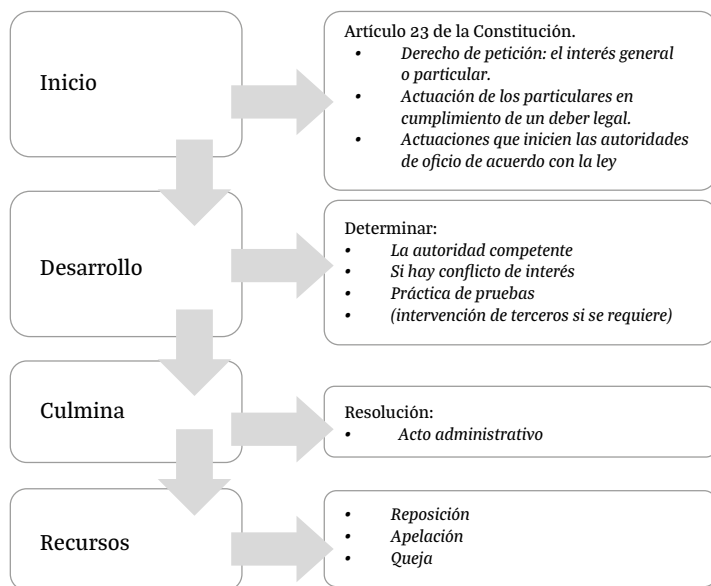 Inicio
Artículo 23 de la Constitución.
• Derecho de petición: el interés general
o particular.
• Actuación de los particulares en
cumplimiento de un deber legal.
• Actuaciones que inicien las autoridades
de oficio de acuerdo con la ley
Desarrollo
Determinar:
• La autoridad competente
• Si hay conflicto de interés
• Práctica de pruebas
• (intervención de terceros si se requiere)
Culmina
Resolución:
• Acto administrativo
Recursos
• Reposición
• Apelación
• Queja